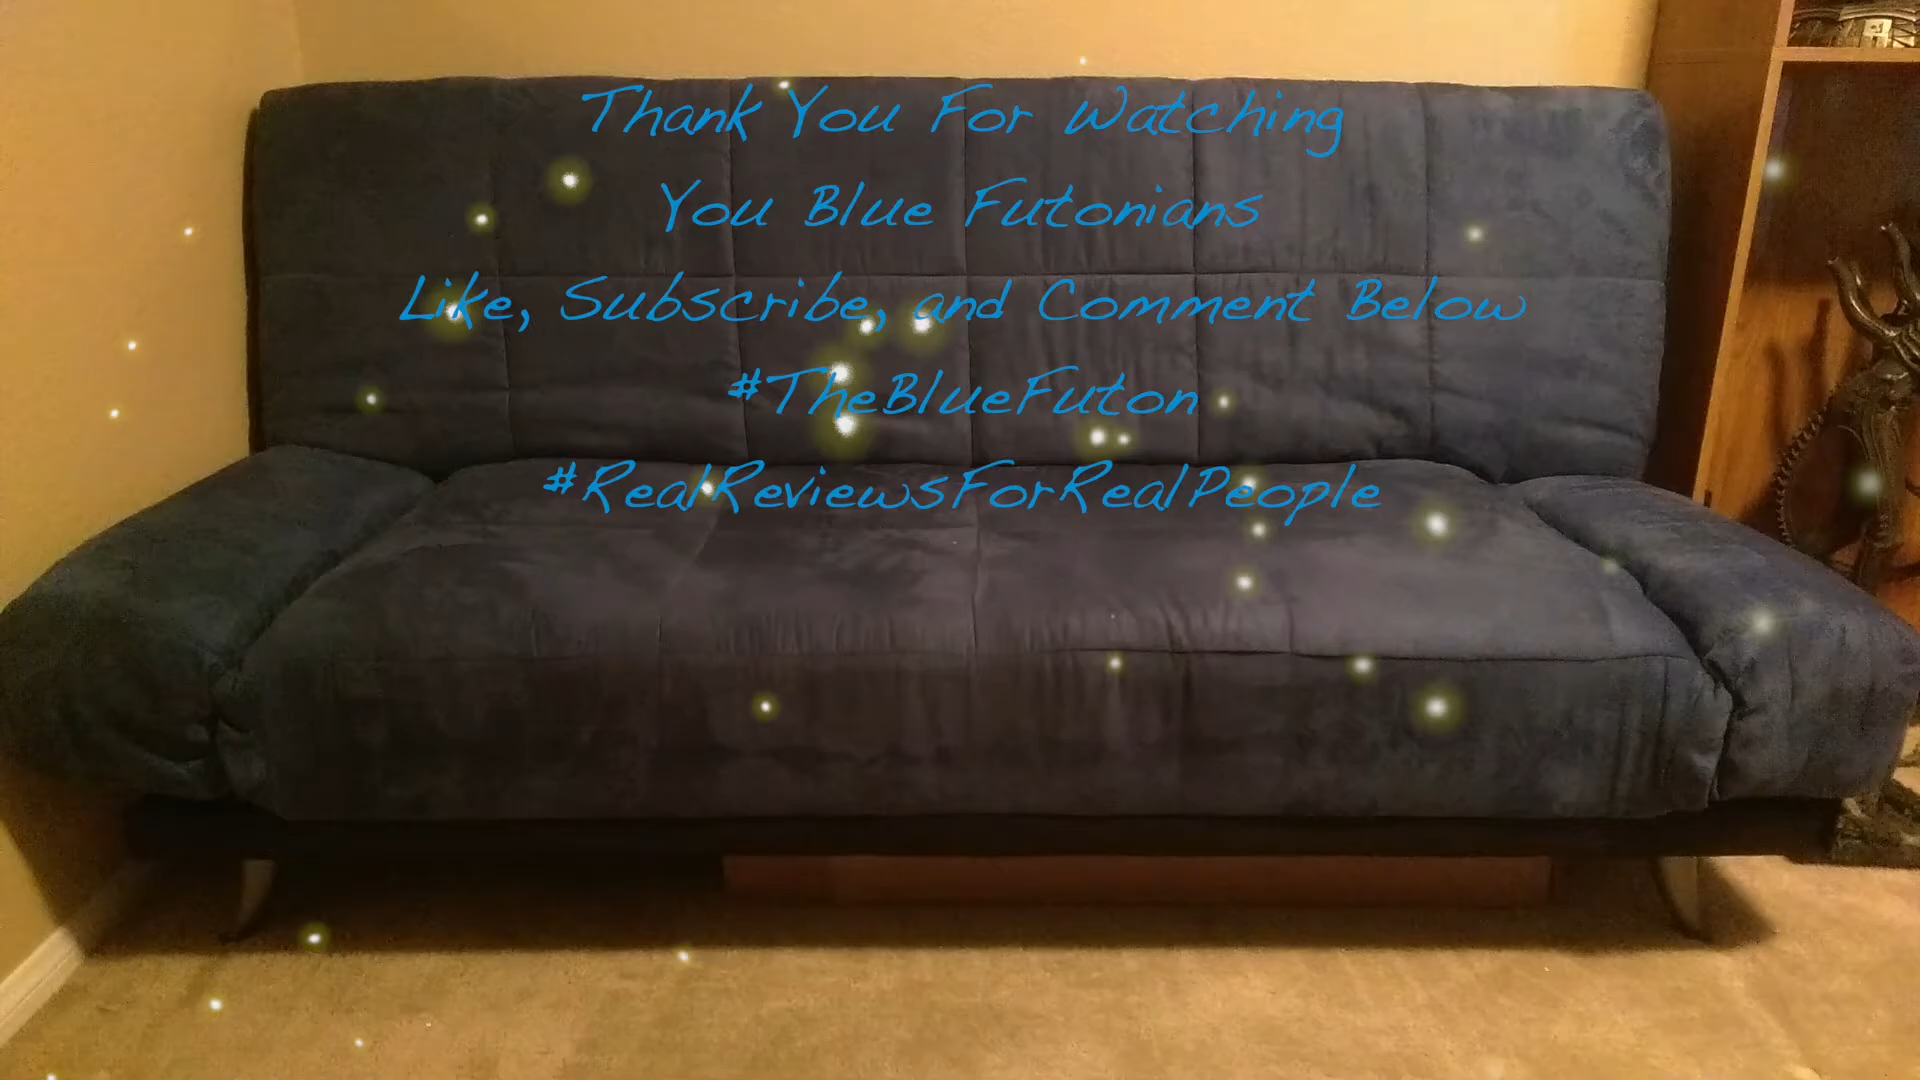 Thank You For Watching
You Blue Futonians
Like, Subscribe, and Comment Below
#TheBlueFuton
#RealReviewsForRealPeople